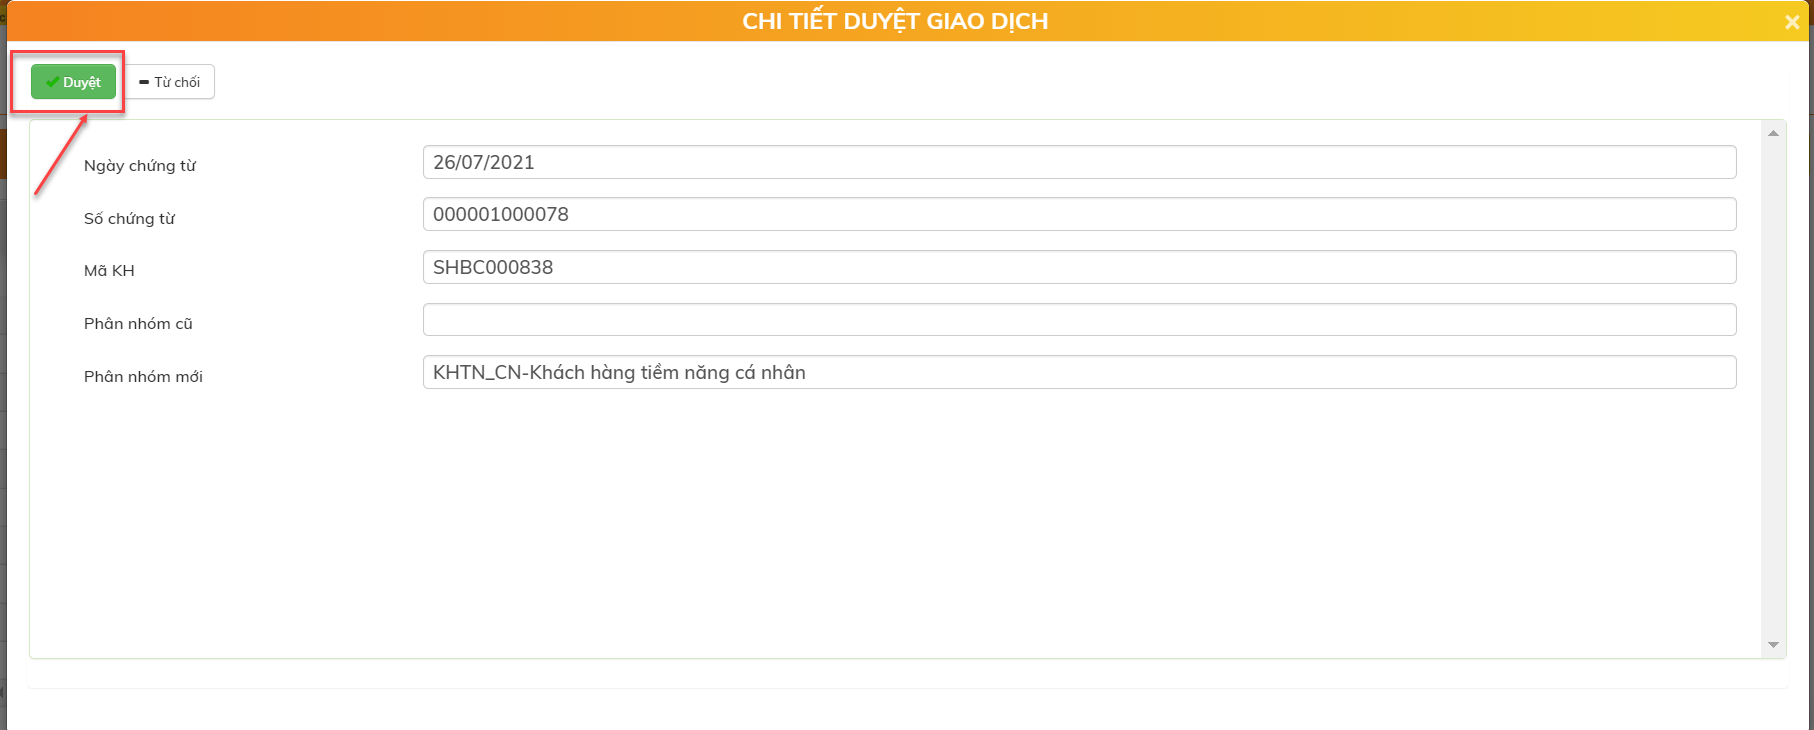 CHI TIẾT DUYỆT GIAO DỊCH
Duyệt
Từ chối
Ngày chứng từ
26/07/2021
Số chứng từ
000001000078
Mã KH
SHBC000838
Phân nhóm cũ
Phân nhóm mới
KHTN_CN-Khách hàng tiềm năng cá nhân